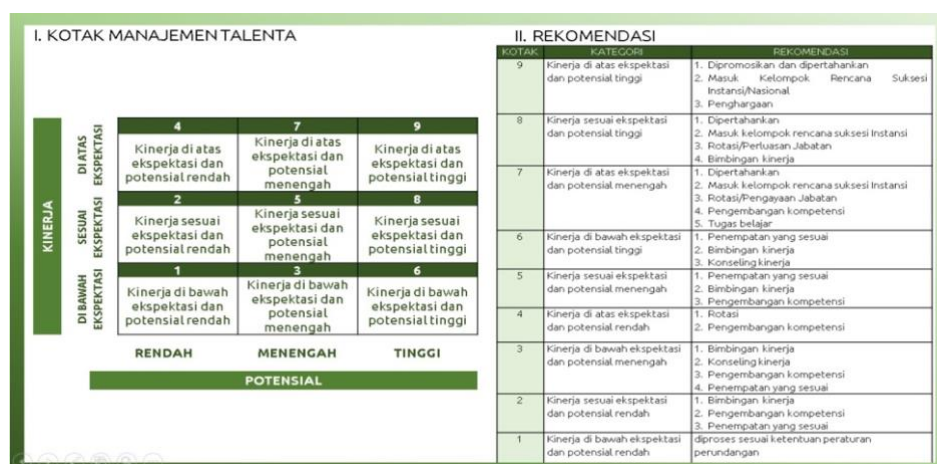 I. KOTAK MANAJEMEN TALENTA
KINERJA
DI ATAS
EKSPEKTASI
SESUAI
EKSPEKTASI
DI BAWAH
EKSPEKTASI
4
Kinerja di atas
ekspektasi dan
potensial rendah
7
Kinerja di atas
ekspektasi dan
potensial
menengah
9
Kinerja di atas
ekspektasi dan
potensial tinggi
2
Kinerja sesuai
ekspektasi dan
potensial rendah
5
Kinerja sesuai
ekspektasi dan
potensial
menengah
8
Kinerja sesuai
ekspektasi dan
potensial tinggi
1
Kinerja di bawah
ekspektasi dan
potensial rendah
3
Kinerja di bawah
ekspektasi dan
potensial
menengah
6
Kinerja di bawah
ekspektasi dan
potensial tinggi
RENDAH MENENGAH TINGGI
POTENSIAL
II. REKOMENDASI
KOTAK KATEGORI REKOMENDASI
9
Kinerja di atas ekspektasi
dan potensial tinggi
1. Dipromosikan dan dipertahankan
2. Masuk Kelompok Rencana Suksesi
Instansi/Nasional
3. Penghargaan
8
Kinerja sesuai ekspektasi
dan potensial tinggi
1. Dipertahankan
2. Masuk kelompok rencana suksesi Instansi
3. Rotasi/Perluasan Jabatan
4. Bimbingan kinerja
7
Kinerja di atas ekspektasi
dan potensial menengah
1. Dipertahankan
2. Masuk kelompok rencana suksesi Instansi
3. Rotasi/Pengayaan Jabatan
4. Pengembangan kompetensi
5. Tugas belajar
6
Kinerja di bawah ekspektasi
dan potensial tinggi
1. Penempatan yang sesuai
2. Bimbingan kinerja
3. Konseling kinerja
5
Kinerja sesuai ekspektasi
dan potensial menengah
1. Penempatan yang sesuai
2. Bimbingan kinerja
3. Pengembangan kompetensi
4
Kinerja di atas ekspektasi
dan potensial rendah
1. Rotasi
2. Pengembangan kompetensi
3
Kinerja di bawah ekspektasi
dan potensial menengah
1. Bimbingan kinerja
2. Konseling kinerja
3. Pengembangan kompetensi
4. Penempatan yang sesuai
2
Kinerja sesuai ekspektasi
dan potensial rendah
1. Bimbingan kinerja
2. Pengembangan kompetensi
3. Penempatan yang sesuai
1
Kinerja di bawah ekspektasi
dan potensial rendah
diproses sesuai ketentuan peraturan
perundangan